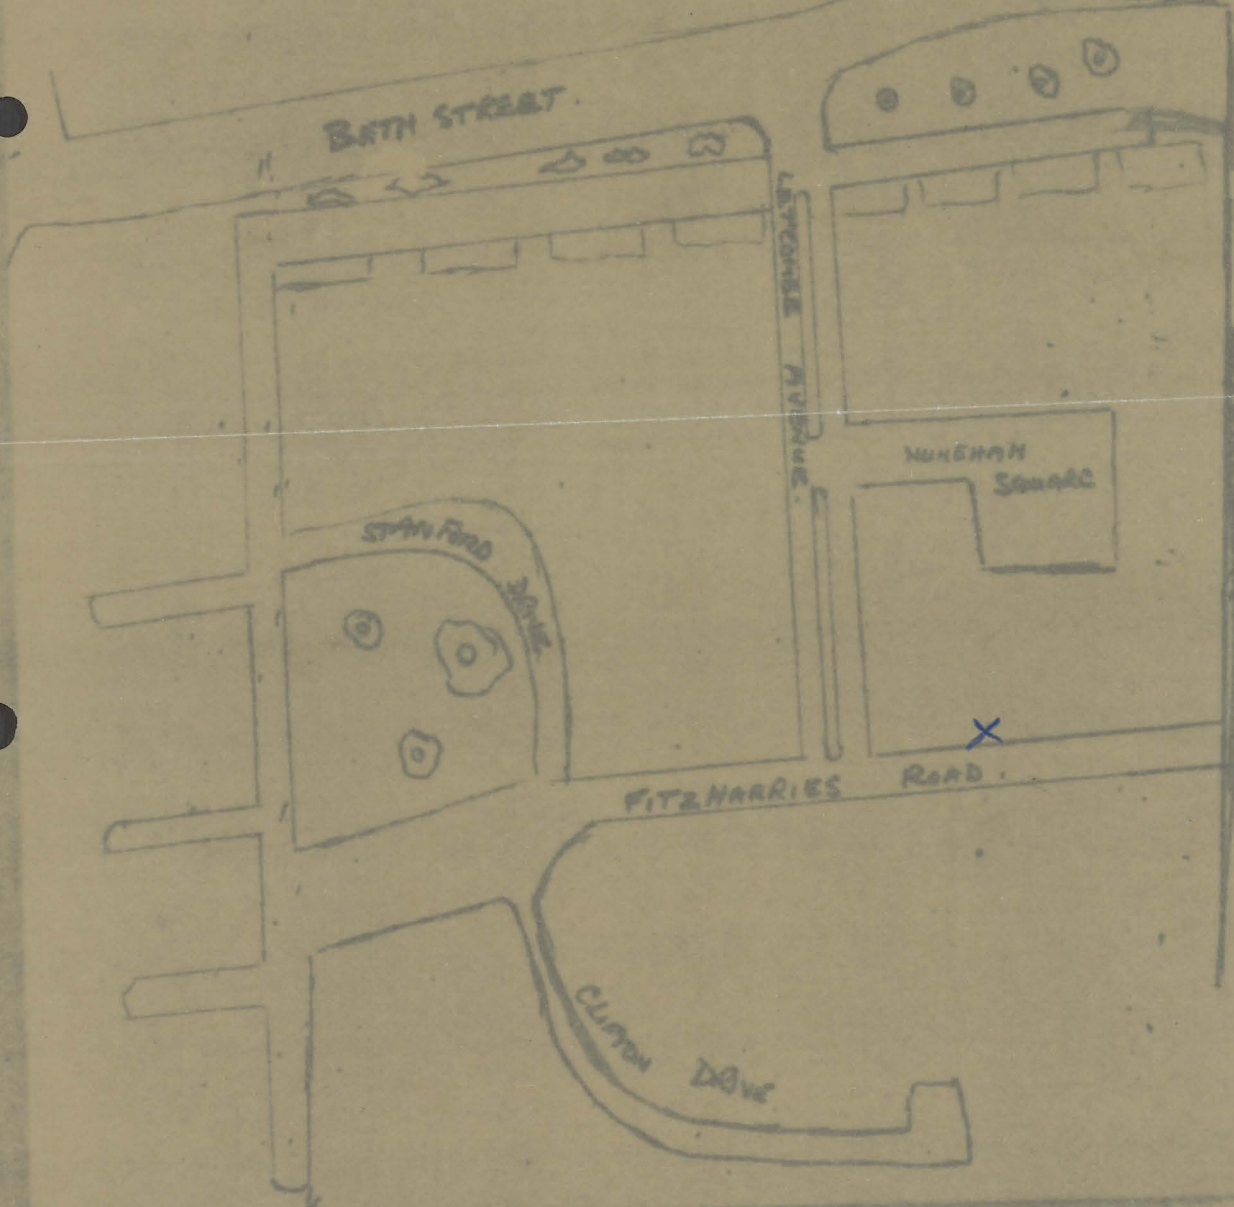 BATH STREET.
LETCOMBE AVENUE.
NUNEHAM
SQUARE
STANFORD DRIVE
X
FITZHARRIES ROAD.
CLIFTON DRIVE